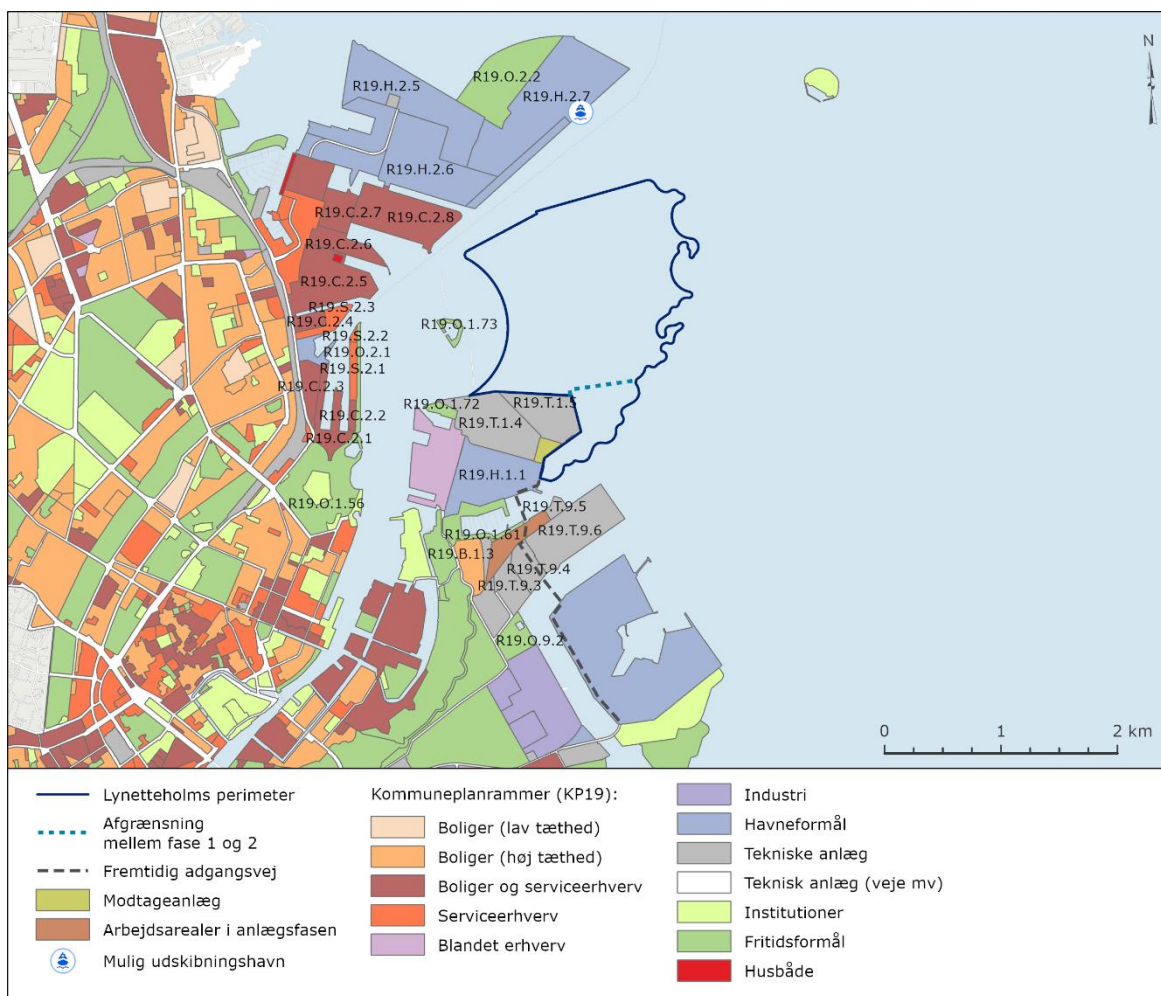 N
R19.O.2.2
R19.H.2.5
R19.H.2.7
R19.H.2.6
R19.C.2.7
R19.C.2.8
R19.C.2.6
R19.C.2.5
R19.S.2.3
R19.C.2.4
R19.O.1.73
R19.S.2.2
R19.O.2.1
R19.S.2.1
R19.C.2.3
R19.O.1.72
R19.T.1.5
R19.C.2.2
R19.T.1.4
R19.C.2.1
R19.H.1.1
R19.O.1.56
R19.T.9.5
R19.O.1.61
R19.T.9.6
R19.B.1.3
R19.T.9.4
R19.T.9.3
R19.O.9.2
0 1 2 km
Lynetteholms perimeter
Afgrænsning
mellem fase 1 og 2
Fremtidig adgangsvej
Modtageanlæg
Arbejdsarealer i anlægsfasen
Mulig udskibningshavn
Kommuneplanrammer (KP19):
Boliger (lav tæthed)
Boliger (høj tæthed)
Boliger og serviceerhverv
Serviceerhverv
Blandet erhverv
Industri
Havneformål
Tekniske anlæg
Teknisk anlæg (veje mv)
Institutioner
Fritidsformål
Husbåde